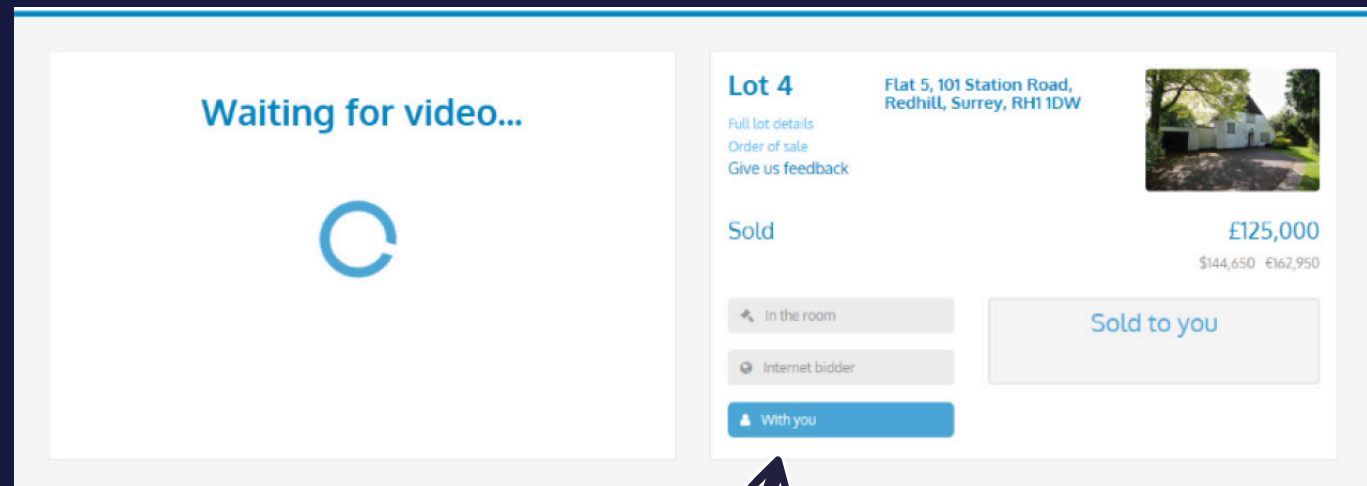 Waiting for video...
Lot 4
Flat 5, 101 Station Road,
Redhill, Surrey, RH1 1DW
Full lot details
Order of sale
Give us feedback
Sold
£125,000
$144,650 €162,950
In the room
Sold to you
Internet bidder
With you